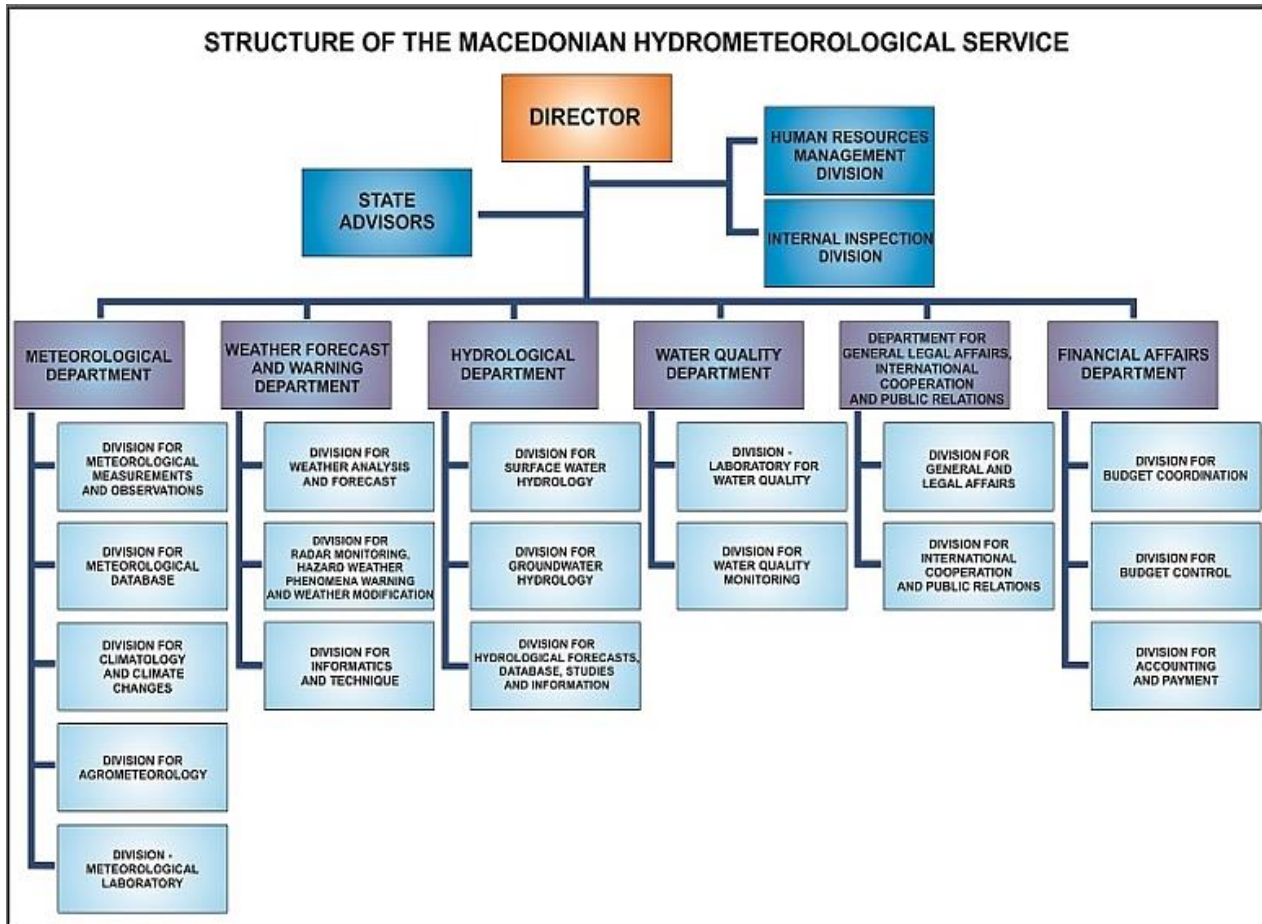 STRUCTURE OF THE MACEDONIAN HYDROMETEOROLOGICAL SERVICE
DIRECTOR
HUMAN RESOURCES
MANAGEMENT
DIVISION
STATE
ADVISORS
INTERNAL INSPECTION
DIVISION
METEOROLOGICAL
DEPARTMENT
WEATHER FORECAST
AND WARNING
DEPARTMENT
HYDROLOGICAL
DEPARTMENT
WATER QUALITY
DEPARTMENT
DEPARTMENT FOR
GENERAL LEGAL AFFAIRS,
INTERNATIONAL
COOPERATION
AND PUBLIC RELATIONS
FINANCIAL AFFAIRS
DEPARTMENT
DIVISION FOR
METEOROLOGICAL
MEASUREMENTS
AND OBSERVATIONS
DIVISION FOR
METEOROLOGICAL
DATABASE
DIVISION FOR
CLIMATOLOGY
AND CLIMATE
CHANGES
DIVISION FOR
AGROMETEOROLOGY
DIVISION -
METEOROLOGICAL
LABORATORY
DIVISION FOR
WEATHER ANALYSIS
AND FORECAST
DIVISION FOR
RADAR MONITORING,
HAZARD WEATHER
PHENOMENA WARNING
AND WEATHER MODIFICATION
DIVISION FOR
INFORMATICS
AND TECHNIQUE
DIVISION FOR
SURFACE WATER
HYDROLOGY
DIVISION FOR
GROUNDWATER
HYDROLOGY
DIVISION FOR
HYDROLOGICAL FORECASTS,
DATABASE, STUDIES
AND INFORMATION
DIVISION -
LABORATORY FOR
WATER QUALITY
DIVISION FOR
WATER QUALITY
MONITORING
DIVISION FOR
GENERAL AND
LEGAL AFFAIRS
DIVISION FOR
INTERNATIONAL
COOPERATION
AND PUBLIC RELATIONS
DIVISION FOR
BUDGET COORDINATION
DIVISION FOR
BUDGET CONTROL
DIVISION FOR
ACCOUNTING
AND PAYMENT